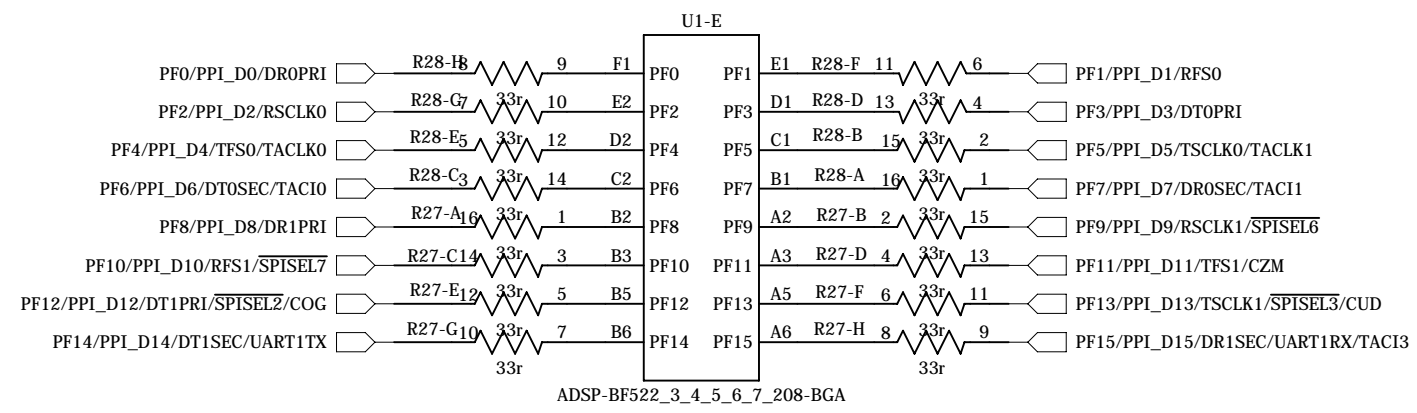 U1-E
PF0/PPI_D0/DR0PRI R28-H 8 9 F1 PF0 PF1 E1 R28-F 11 6 PF1/PPI_D1/RFS0
33r 33r
PF2/PPI_D2/RSCLK0 R28-G 7 10 E2 PF2 PF3 D1 R28-D 13 4 PF3/PPI_D3/DT0PRI
33r 33r
PF4/PPI_D4/TFS0/TACLK0 R28-E 5 12 D2 PF4 PF5 C1 R28-B 15 2 PF5/PPI_D5/TSCLK0/TACLK1
33r 33r
PF6/PPI_D6/DT0SEC/TACI0 R28-C 3 14 C2 PF6 PF7 B1 R28-A 16 1 PF7/PPI_D7/DR0SEC/TACI1
33r 33r
PF8/PPI_D8/DR1PRI R27-A 16 1 B2 PF8 PF9 A2 R27-B 2 15 PF9/PPI_D9/RSCLK1/SPISEL6
33r 33r
PF10/PPI_D10/RFS1/SPISEL7 R27-C 14 3 B3 PF10 PF11 A3 R27-D 4 13 PF11/PPI_D11/TFS1/CZM
33r 33r
PF12/PPI_D12/DT1PRI/SPISEL2/COG R27-E 12 5 B5 PF12 PF13 A5 R27-F 6 11 PF13/PPI_D13/TSCLK1/SPISEL3/CUD
33r 33r
PF14/PPI_D14/DT1SEC/UART1TX R27-G 10 7 B6 PF14 PF15 A6 R27-H 8 9 PF15/PPI_D15/DR1SEC/UART1RX/TACI3
33r 33r
ADSP-BF522_3_4_5_6_7_208-BGA